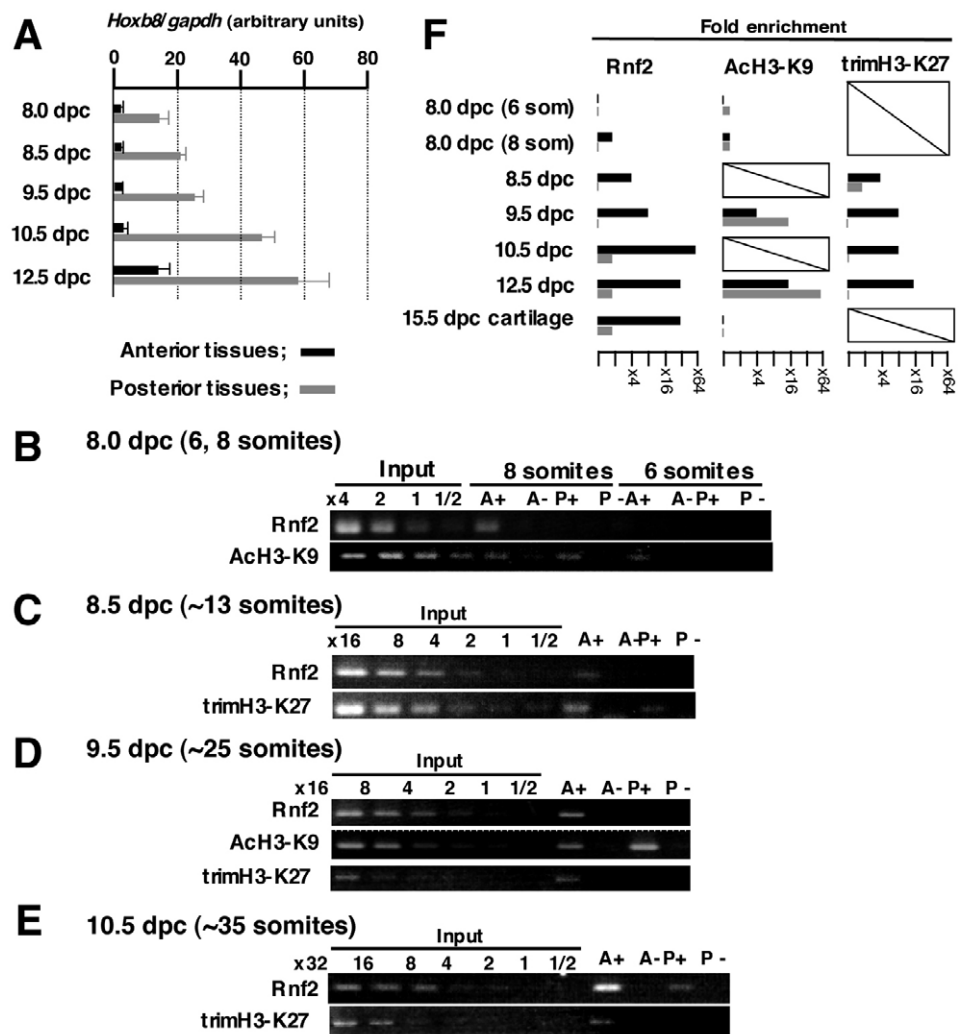 A
Hoxb8/gapdh (arbitrary units)
0 20 40 60 80
8.0 dpc
8.5 dpc
9.5 dpc
10.5 dpc
12.5 dpc
Anterior tissues;
Posterior tissues;
F
Fold enrichment
Rnf2 AcH3-K9 trimH3-K27
8.0 dpc (6 som)
8.0 dpc (8 som)
8.5 dpc
9.5 dpc
10.5 dpc
12.5 dpc
15.5 dpc cartilage
x4 x16 x64 x4 x16 x64 x4 x16 x64
B 8.0 dpc (6, 8 somites)
Input 8 somites 6 somites
x4 2 1 1/2 A+ A- P+ P -A+ A- P+ P -
Rnf2
AcH3-K9
C 8.5 dpc (~13 somites)
Input
x16 8 4 2 1 1/2 A+ A-P+ P -
Rnf2
trimH3-K27
D 9.5 dpc (~25 somites)
Input
x16 8 4 2 1 1/2 A+ A- P+ P -
Rnf2
AcH3-K9
trimH3-K27
E 10.5 dpc (~35 somites)
Input
x32 16 8 4 2 1 1/2 A+ A-P+ P -
Rnf2
trimH3-K27